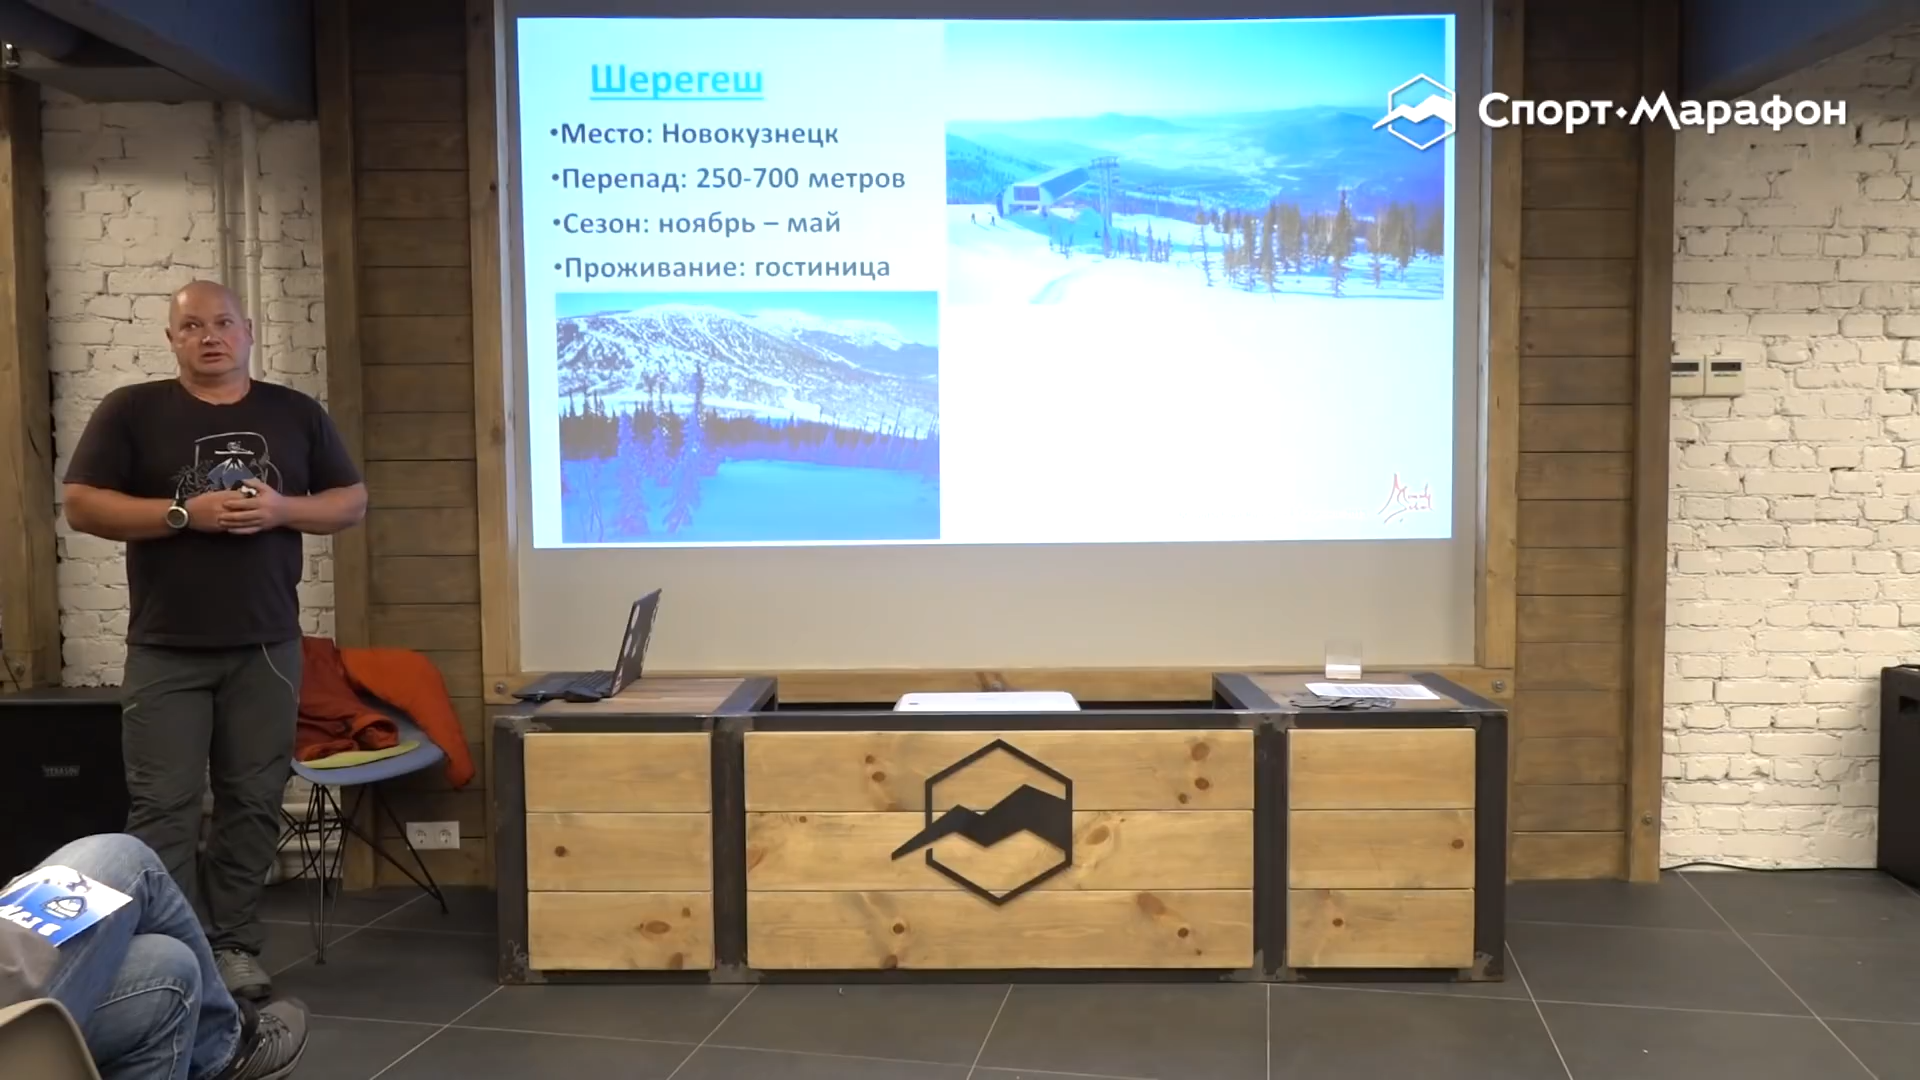 Шерегеш
•Место: Новокузнецк
•Перепад: 250-700 метров
•Сезон: ноябрь – май
•Проживание: гостиница
Спорт•Марафон